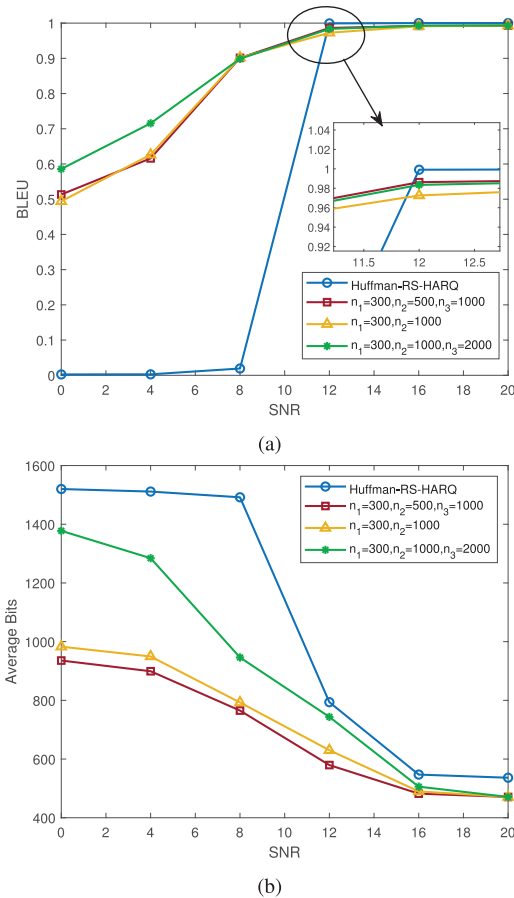 1
0.9
0.8
0.7
0.6
0.5
0.4
0.3
0.2
0.1
0
BLEU
1.04
1.02
1
0.98
0.96
0.94
0.92
11.5 12 12.5
Huffman-RS-HARQ
n₁=300,n₂=500,n₃=1000
n₁=300,n₂=1000
n₁=300,n₂=1000,n₃=2000
0 2 4 6 8 10 12 14 16 18 20
SNR
(a)
1600
1400
1200
1000
800
600
400
Average Bits
Huffman-RS-HARQ
n₁=300,n₂=500,n₃=1000
n₁=300,n₂=1000
n₁=300,n₂=1000,n₃=2000
0 2 4 6 8 10 12 14 16 18 20
SNR
(b)